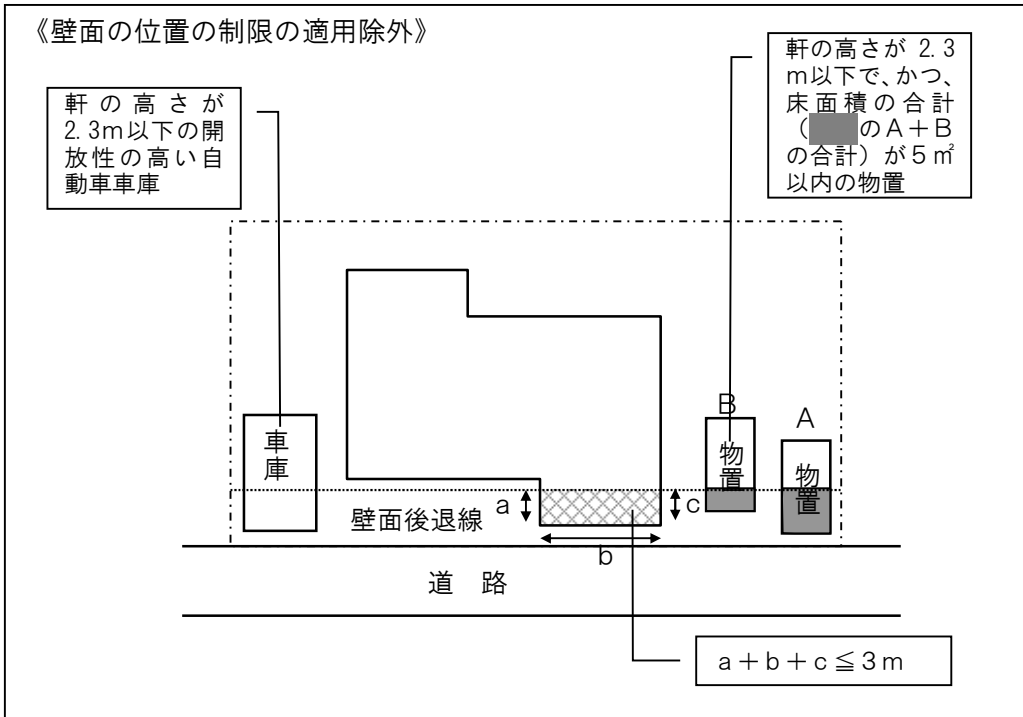 《壁面の位置の制限の適用除外》
軒の高さが
2.3m以下の開
放性の高い自
動車車庫
軒の高さが 2.3
m以下で、かつ、
床面積の合計
（ のA＋B
の合計）が5㎡
以内の物置
車庫
B
物置
A
物置
壁面後退線
a
c
b
道 路
a＋b＋c≦3m